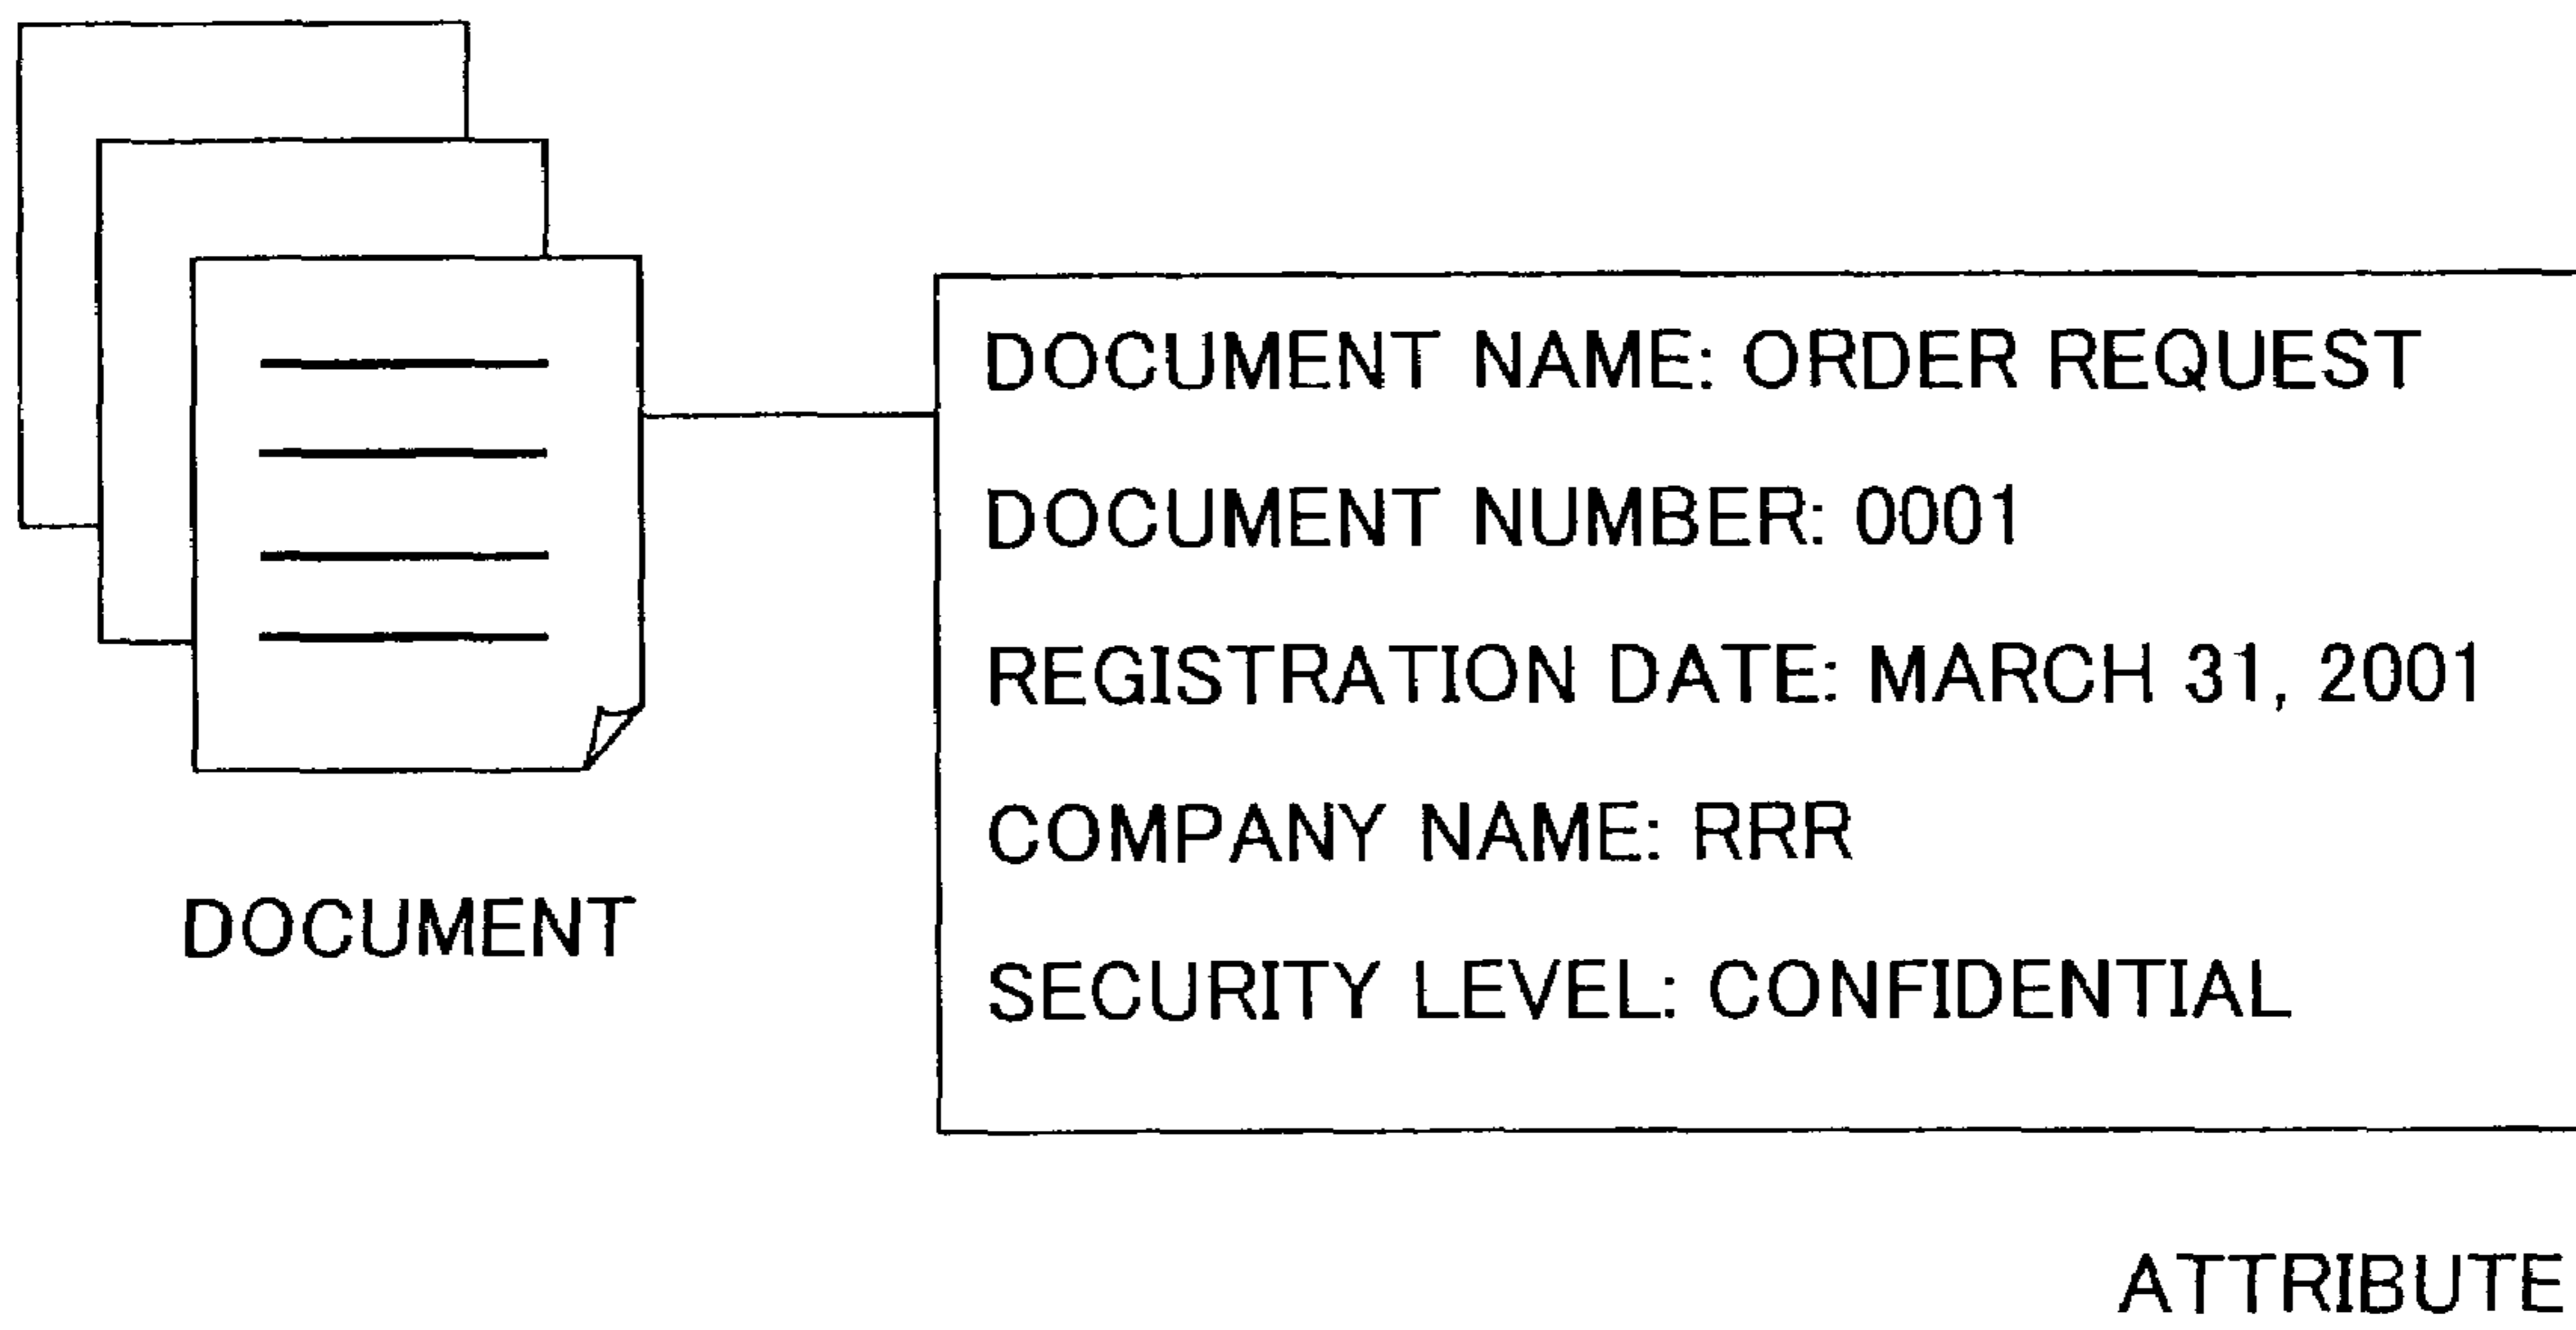 DOCUMENT NAME: ORDER REQUEST
DOCUMENT NUMBER: 0001
REGISTRATION DATE: MARCH 31, 2001
COMPANY NAME: RRR
SECURITY LEVEL: CONFIDENTIAL
DOCUMENT
ATTRIBUTE